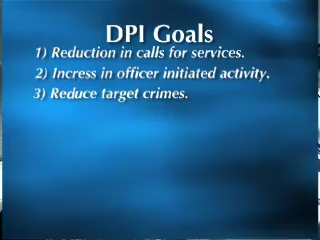 DPI Goals
1) Reduction in calls for services.
2) Incress in officer initiated activity.
3) Reduce target crimes.